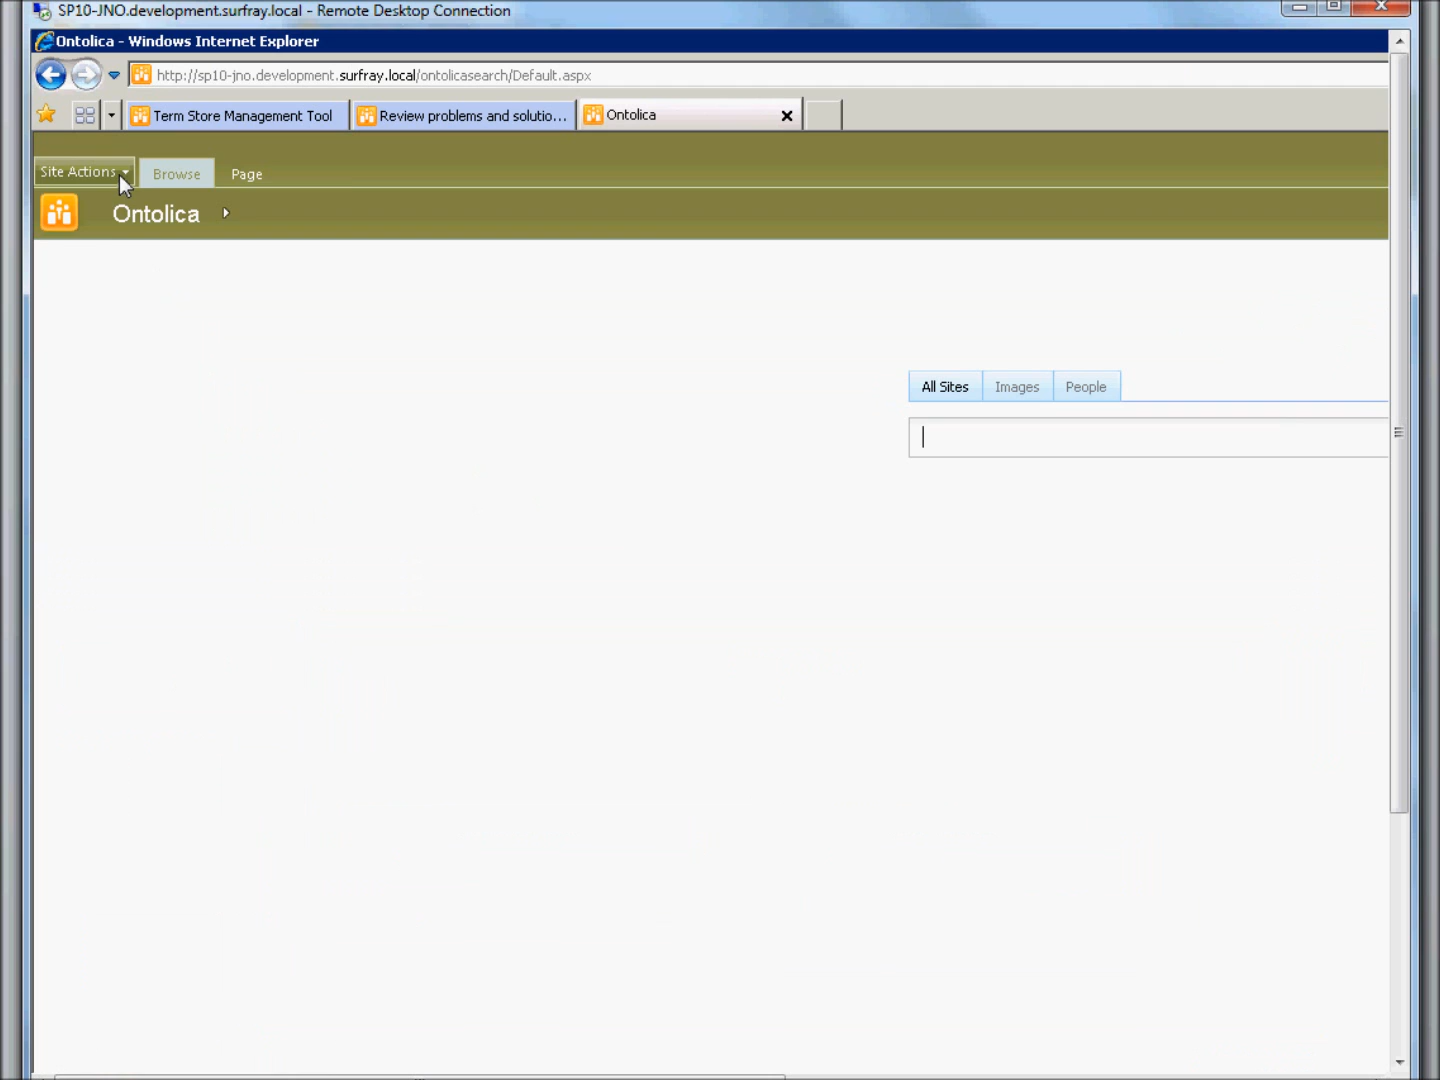 SP10-JNO.development.surfray.local - Remote Desktop Connection
Ontolica - Windows Internet Explorer
http://sp10-jno.development.surfray.local/ontolicasearch/Default.aspx
Term Store Management Tool
Review problems and solutio...
Ontolica
Site Actions
Browse
Page
Ontolica
All Sites
Images
People